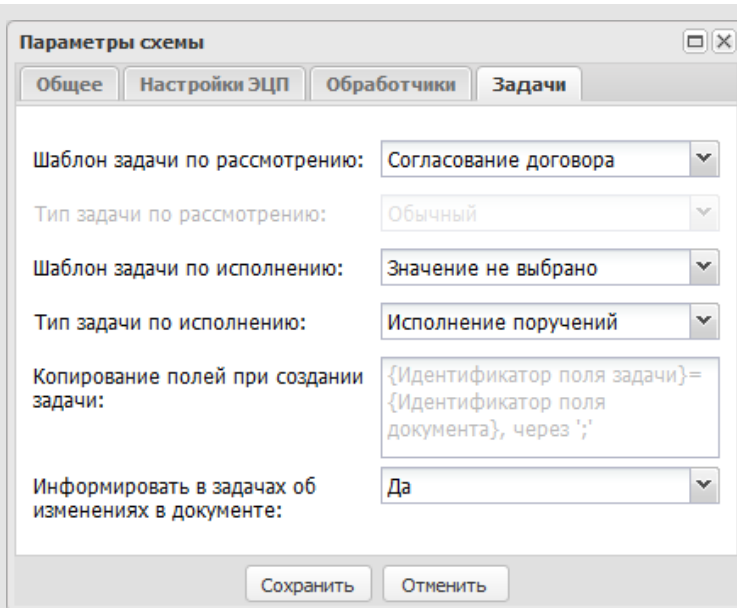 Параметры схемы
Общее Настройки ЭЦП Обработчики Задачи
Шаблон задачи по рассмотрению: Согласование договора
Тип задачи по рассмотрению: Обычный
Шаблон задачи по исполнению: Значение не выбрано
Тип задачи по исполнению: Исполнение поручений
Копирование полей при создании
задачи:
{Идентификатор поля задачи}=
{Идентификатор поля
документа}, через ';'
Информировать в задачах об
изменениях в документе:
Да
Сохранить Отменить